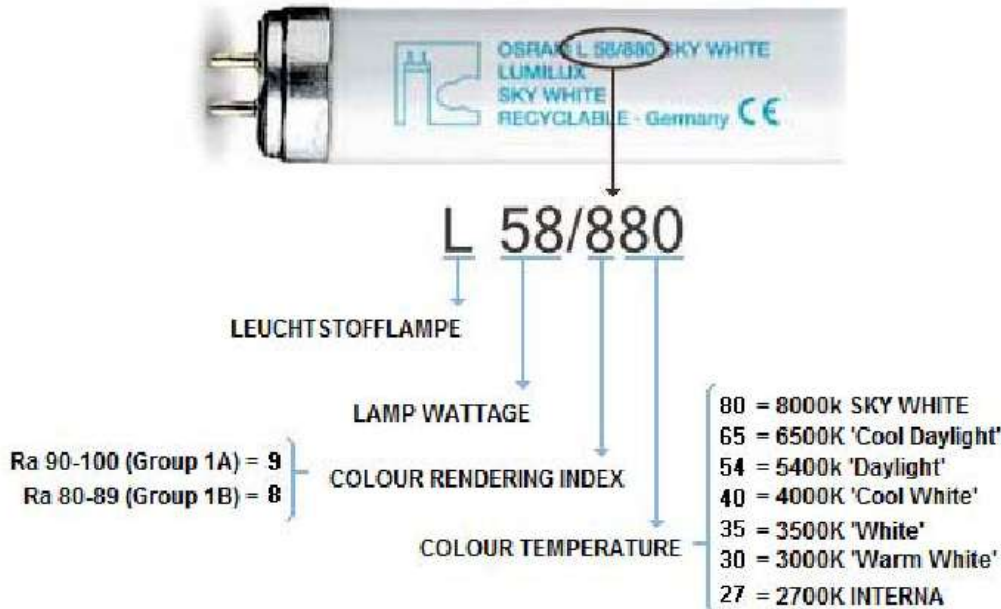 OSRAM L 58/880 SKY WHITE
LUMILUX
SKY WHITE
RECYCLABLE - Germany CE
L 58/880
LEUCHTSTOFFLAMPE
LAMP WATTAGE
Ra 90-100 (Group 1A) = 9
Ra 80-89 (Group 1B) = 8
COLOUR RENDERING INDEX
COLOUR TEMPERATURE
80 = 8000k SKY WHITE
65 = 6500K 'Cool Daylight'
54 = 5400k 'Daylight'
40 = 4000K 'Cool White'
35 = 3500K 'White'
30 = 3000K 'Warm White'
27 = 2700K INTERNA